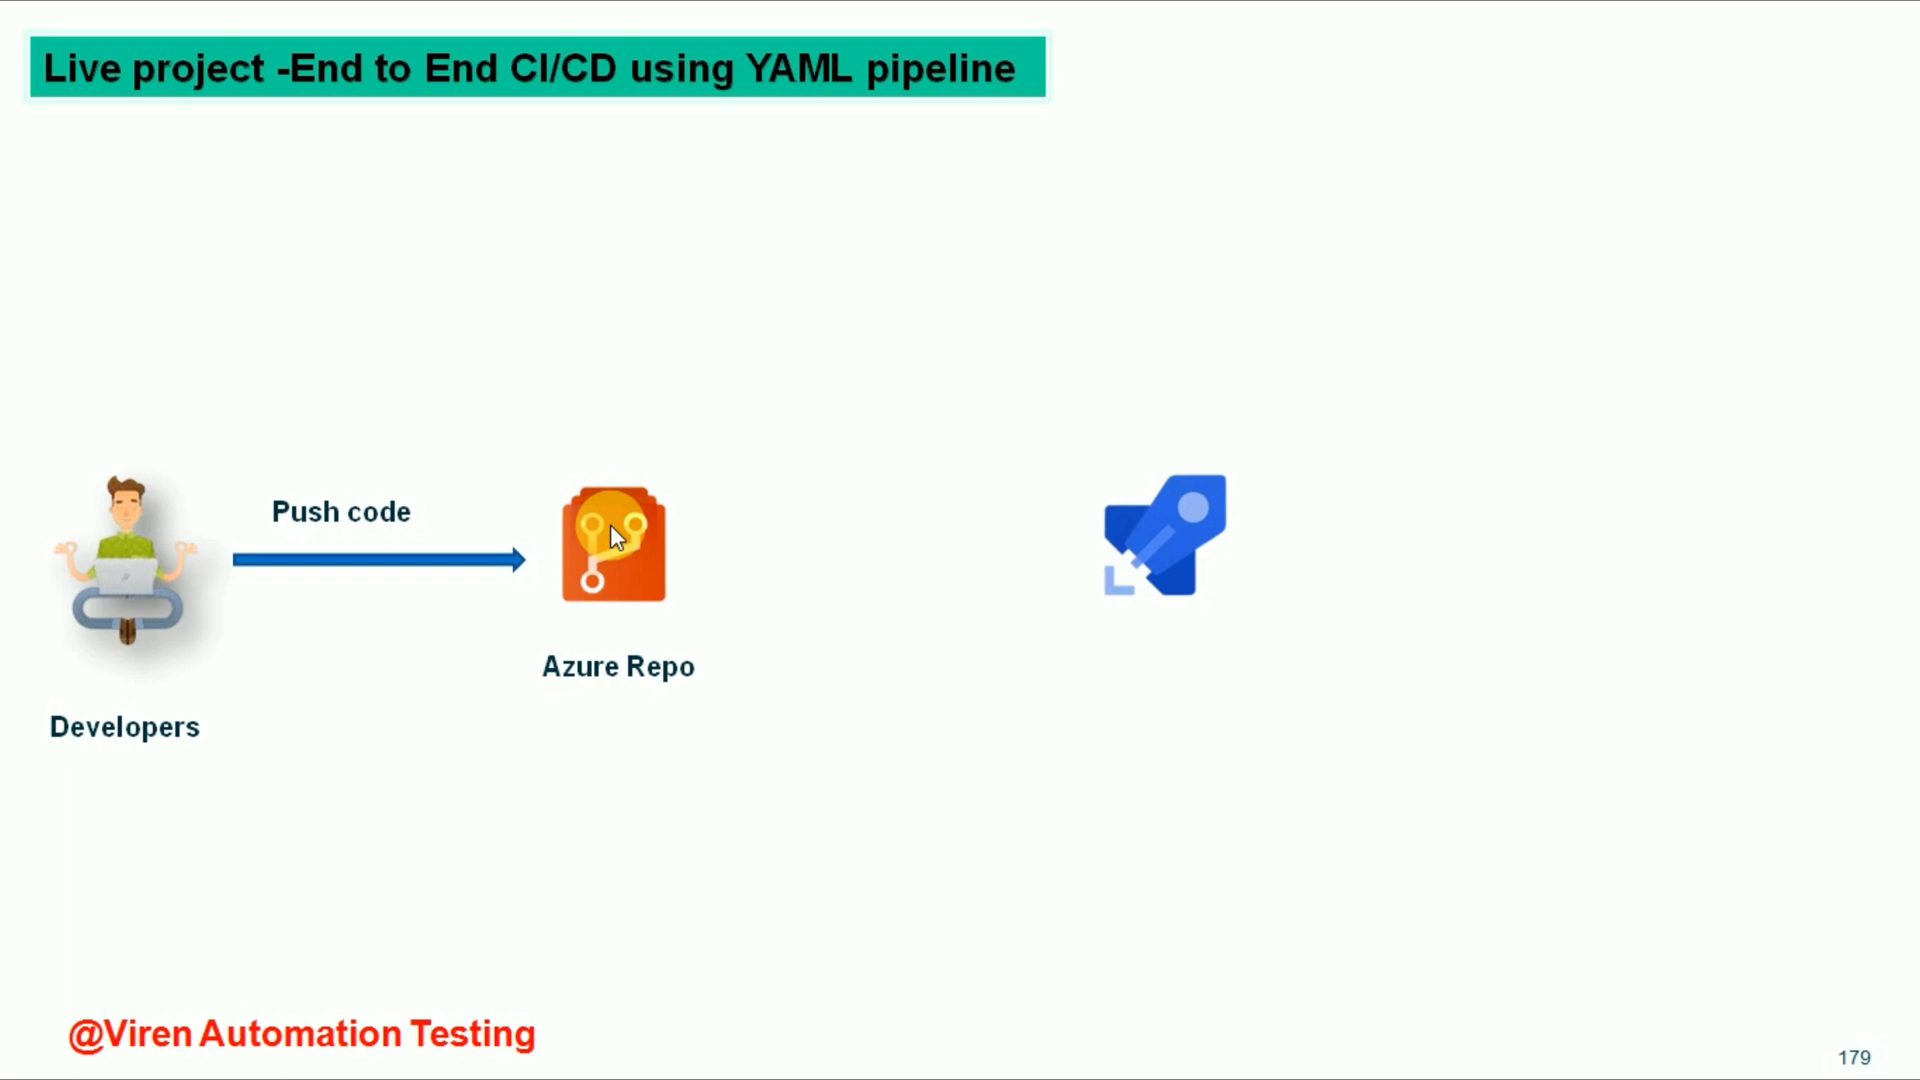 Live project -End to End CI/CD using YAML pipeline
Push code
Azure Repo
Developers
@Viren Automation Testing
179